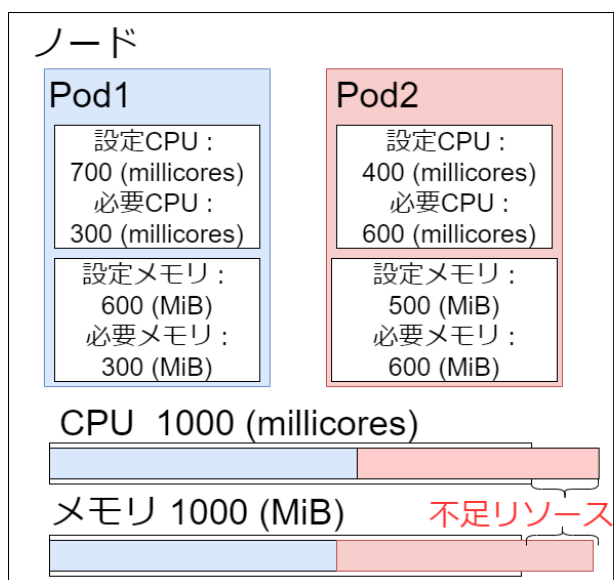 ノード
Pod1
設定CPU：
700 (millicores)
必要CPU：
300 (millicores)
設定メモリ：
600 (MiB)
必要メモリ：
300 (MiB)
Pod2
設定CPU：
400 (millicores)
必要CPU：
600 (millicores)
設定メモリ：
500 (MiB)
必要メモリ：
600 (MiB)
CPU 1000 (millicores)
不足リソース
メモリ 1000 (MiB)